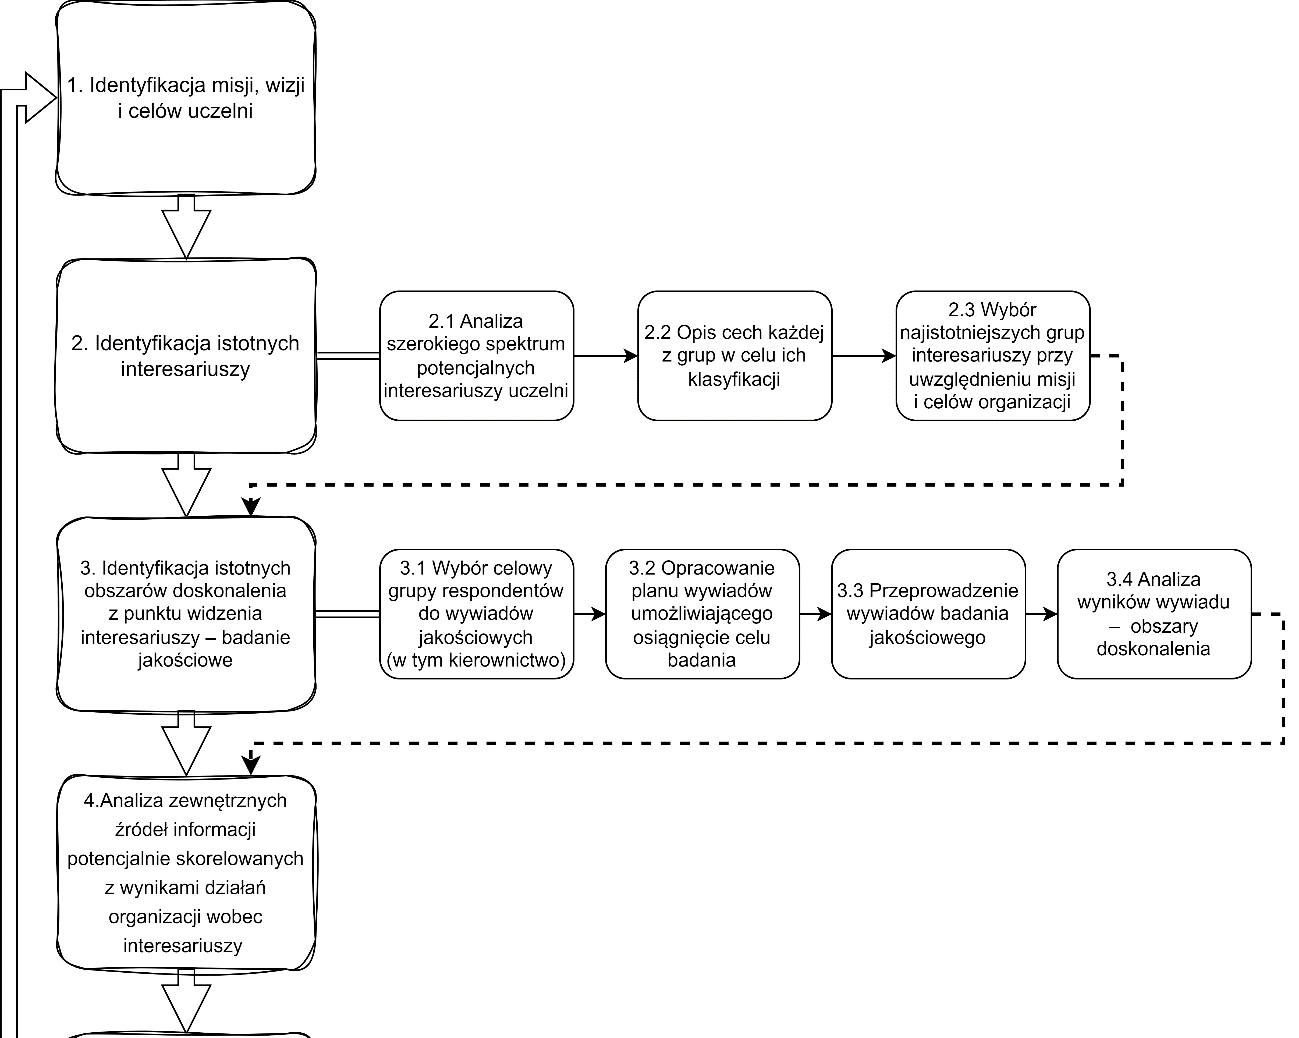 1. Identyfikacja misji, wizji
i celów uczelni
2. Identyfikacja istotnych
interesariuszy
2.1 Analiza
szerokiego spektrum
potencjalnych
interesariuszy uczelni
2.2 Opis cech każdej
z grup w celu ich
klasyfikacji
2.3 Wybór
najistotniejszych grup
interesariuszy przy
uwzględnieniu misji
i celów organizacji
3. Identyfikacja istotnych
obszarów doskonalenia
z punktu widzenia
interesariuszy – badanie
jakościowe
3.1 Wybór celowy
grupy respondentów
do wywiadów
jakościowych
(w tym kierownictwo)
3.2 Opracowanie
planu wywiadów
umożliwiającego
osiągnięcie celu
badania
3.3 Przeprowadzenie
wywiadów badania
jakościowego
3.4 Analiza
wyników wywiadu
– obszary
doskonalenia
4.Analiza zewnętrznych
źródeł informacji
potencjalnie skorelowanych
z wynikami działań
organizacji wobec
interesariuszy